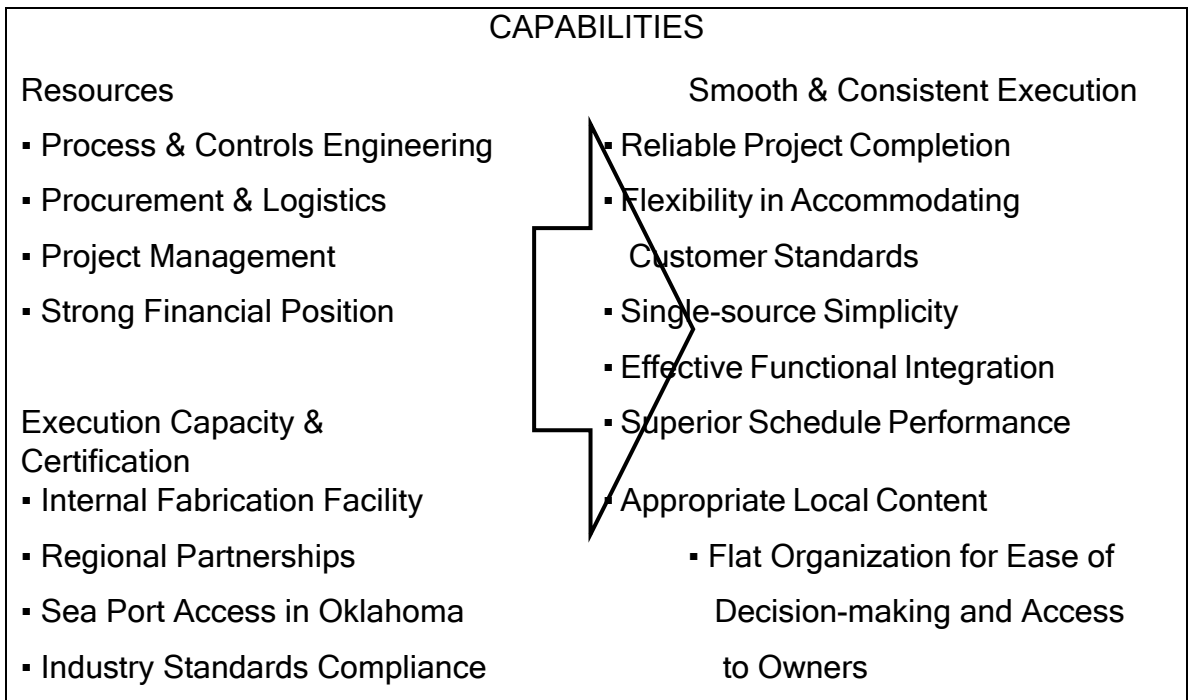 CAPABILITIES
Resources
▪ Process & Controls Engineering
▪ Procurement & Logistics
▪ Project Management
▪ Strong Financial Position
Execution Capacity &
Certification
▪ Internal Fabrication Facility
▪ Regional Partnerships
▪ Sea Port Access in Oklahoma
▪ Industry Standards Compliance
Smooth & Consistent Execution
▪ Reliable Project Completion
▪ Flexibility in Accommodating
Customer Standards
▪ Single-source Simplicity
▪ Effective Functional Integration
▪ Superior Schedule Performance
▪ Appropriate Local Content
▪ Flat Organization for Ease of
Decision-making and Access
to Owners